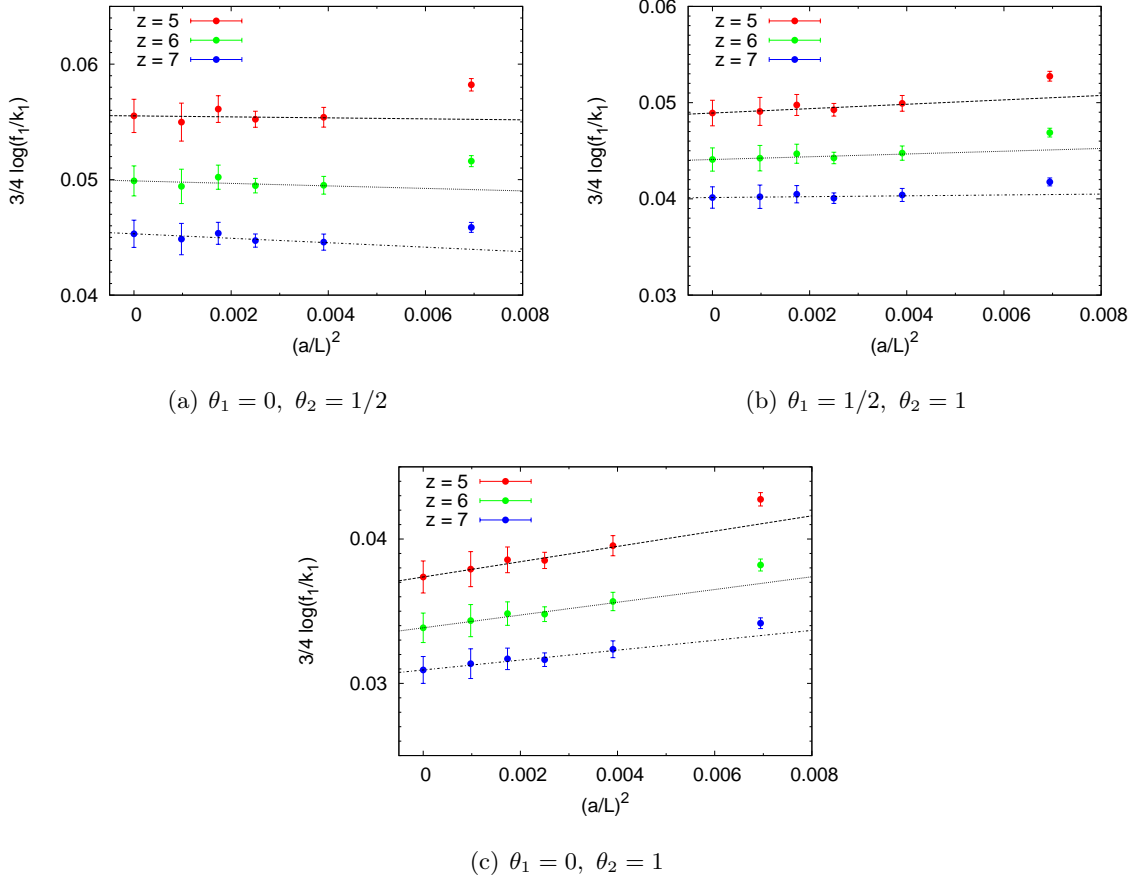 z = 5
z = 6
z = 7
0.06
0.05
0.04
3/4 log(f₁/k₁)
0 0.002 0.004 0.006 0.008
(a/L)²
(a) θ₁ = 0, θ₂ = 1/2
z = 5
z = 6
z = 7
0.06
0.05
0.04
0.03
3/4 log(f₁/k₁)
0 0.002 0.004 0.006 0.008
(a/L)²
(b) θ₁ = 1/2, θ₂ = 1
z = 5
z = 6
z = 7
0.04
0.03
3/4 log(f₁/k₁)
0 0.002 0.004 0.006 0.008
(a/L)²
(c) θ₁ = 0, θ₂ = 1